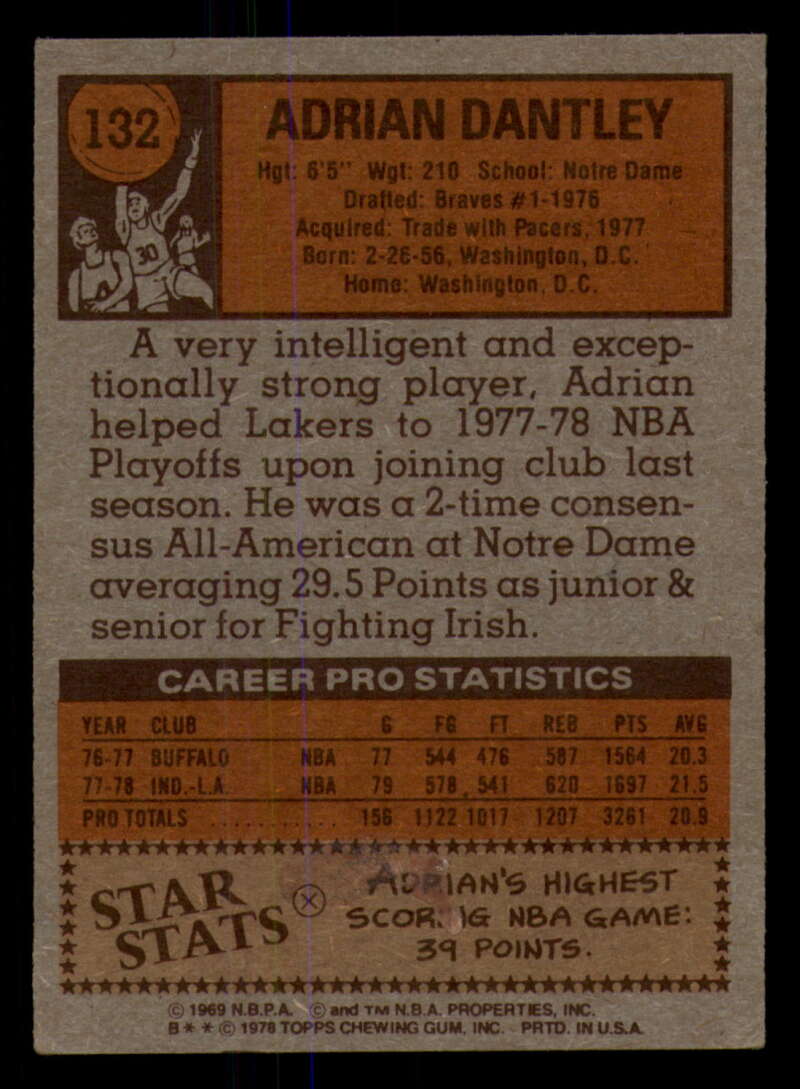 132
ADRIAN DANTLEY
Hgt: 6'5" Wgt: 210 School: Notre Dame
Drafted: Braves #1-1976
Acquired: Trade with Pacers, 1977
Born: 2-26-56, Washington, D.C.
Home: Washington, D.C.
30
A very intelligent and excep-
tionally strong player, Adrian
helped Lakers to 1977-78 NBA
Playoffs upon joining club last
season. He was a 2-time consen-
sus All-American at Notre Dame
averaging 29.5 Points as junior &
senior for Fighting Irish.
CAREER PRO STATISTICS
YEAR CLUB G FG FT REB PTS AVG
76-77 BUFFALO NBA 77 544 476 587 1564 20.3
77-78 IND.-L.A. NBA 79 578 541 620 1697 21.5
PRO TOTALS ............ 156 1122 1017 1207 3261 20.9
STAR
STATS
ADRIAN'S HIGHEST
SCORING NBA GAME:
39 POINTS.
© 1969 N.B.P.A. © and TM N.B.A. PROPERTIES, INC.
B * * © 1978 TOPPS CHEWING GUM, INC. PRTD. IN U.S.A.